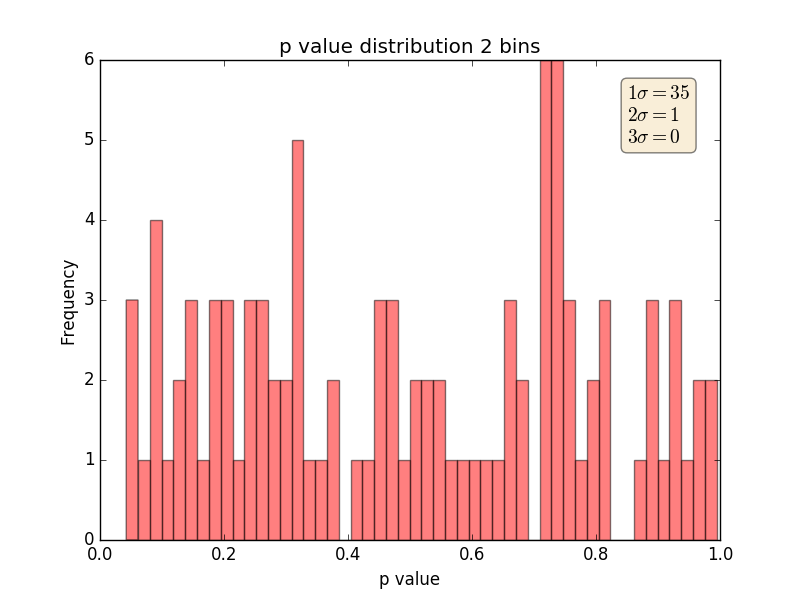 p value distribution 2 bins
6
5
4
3
2
1
0
Frequency
1σ = 35
2σ = 1
3σ = 0
0.0 0.2 0.4 0.6 0.8 1.0
p value